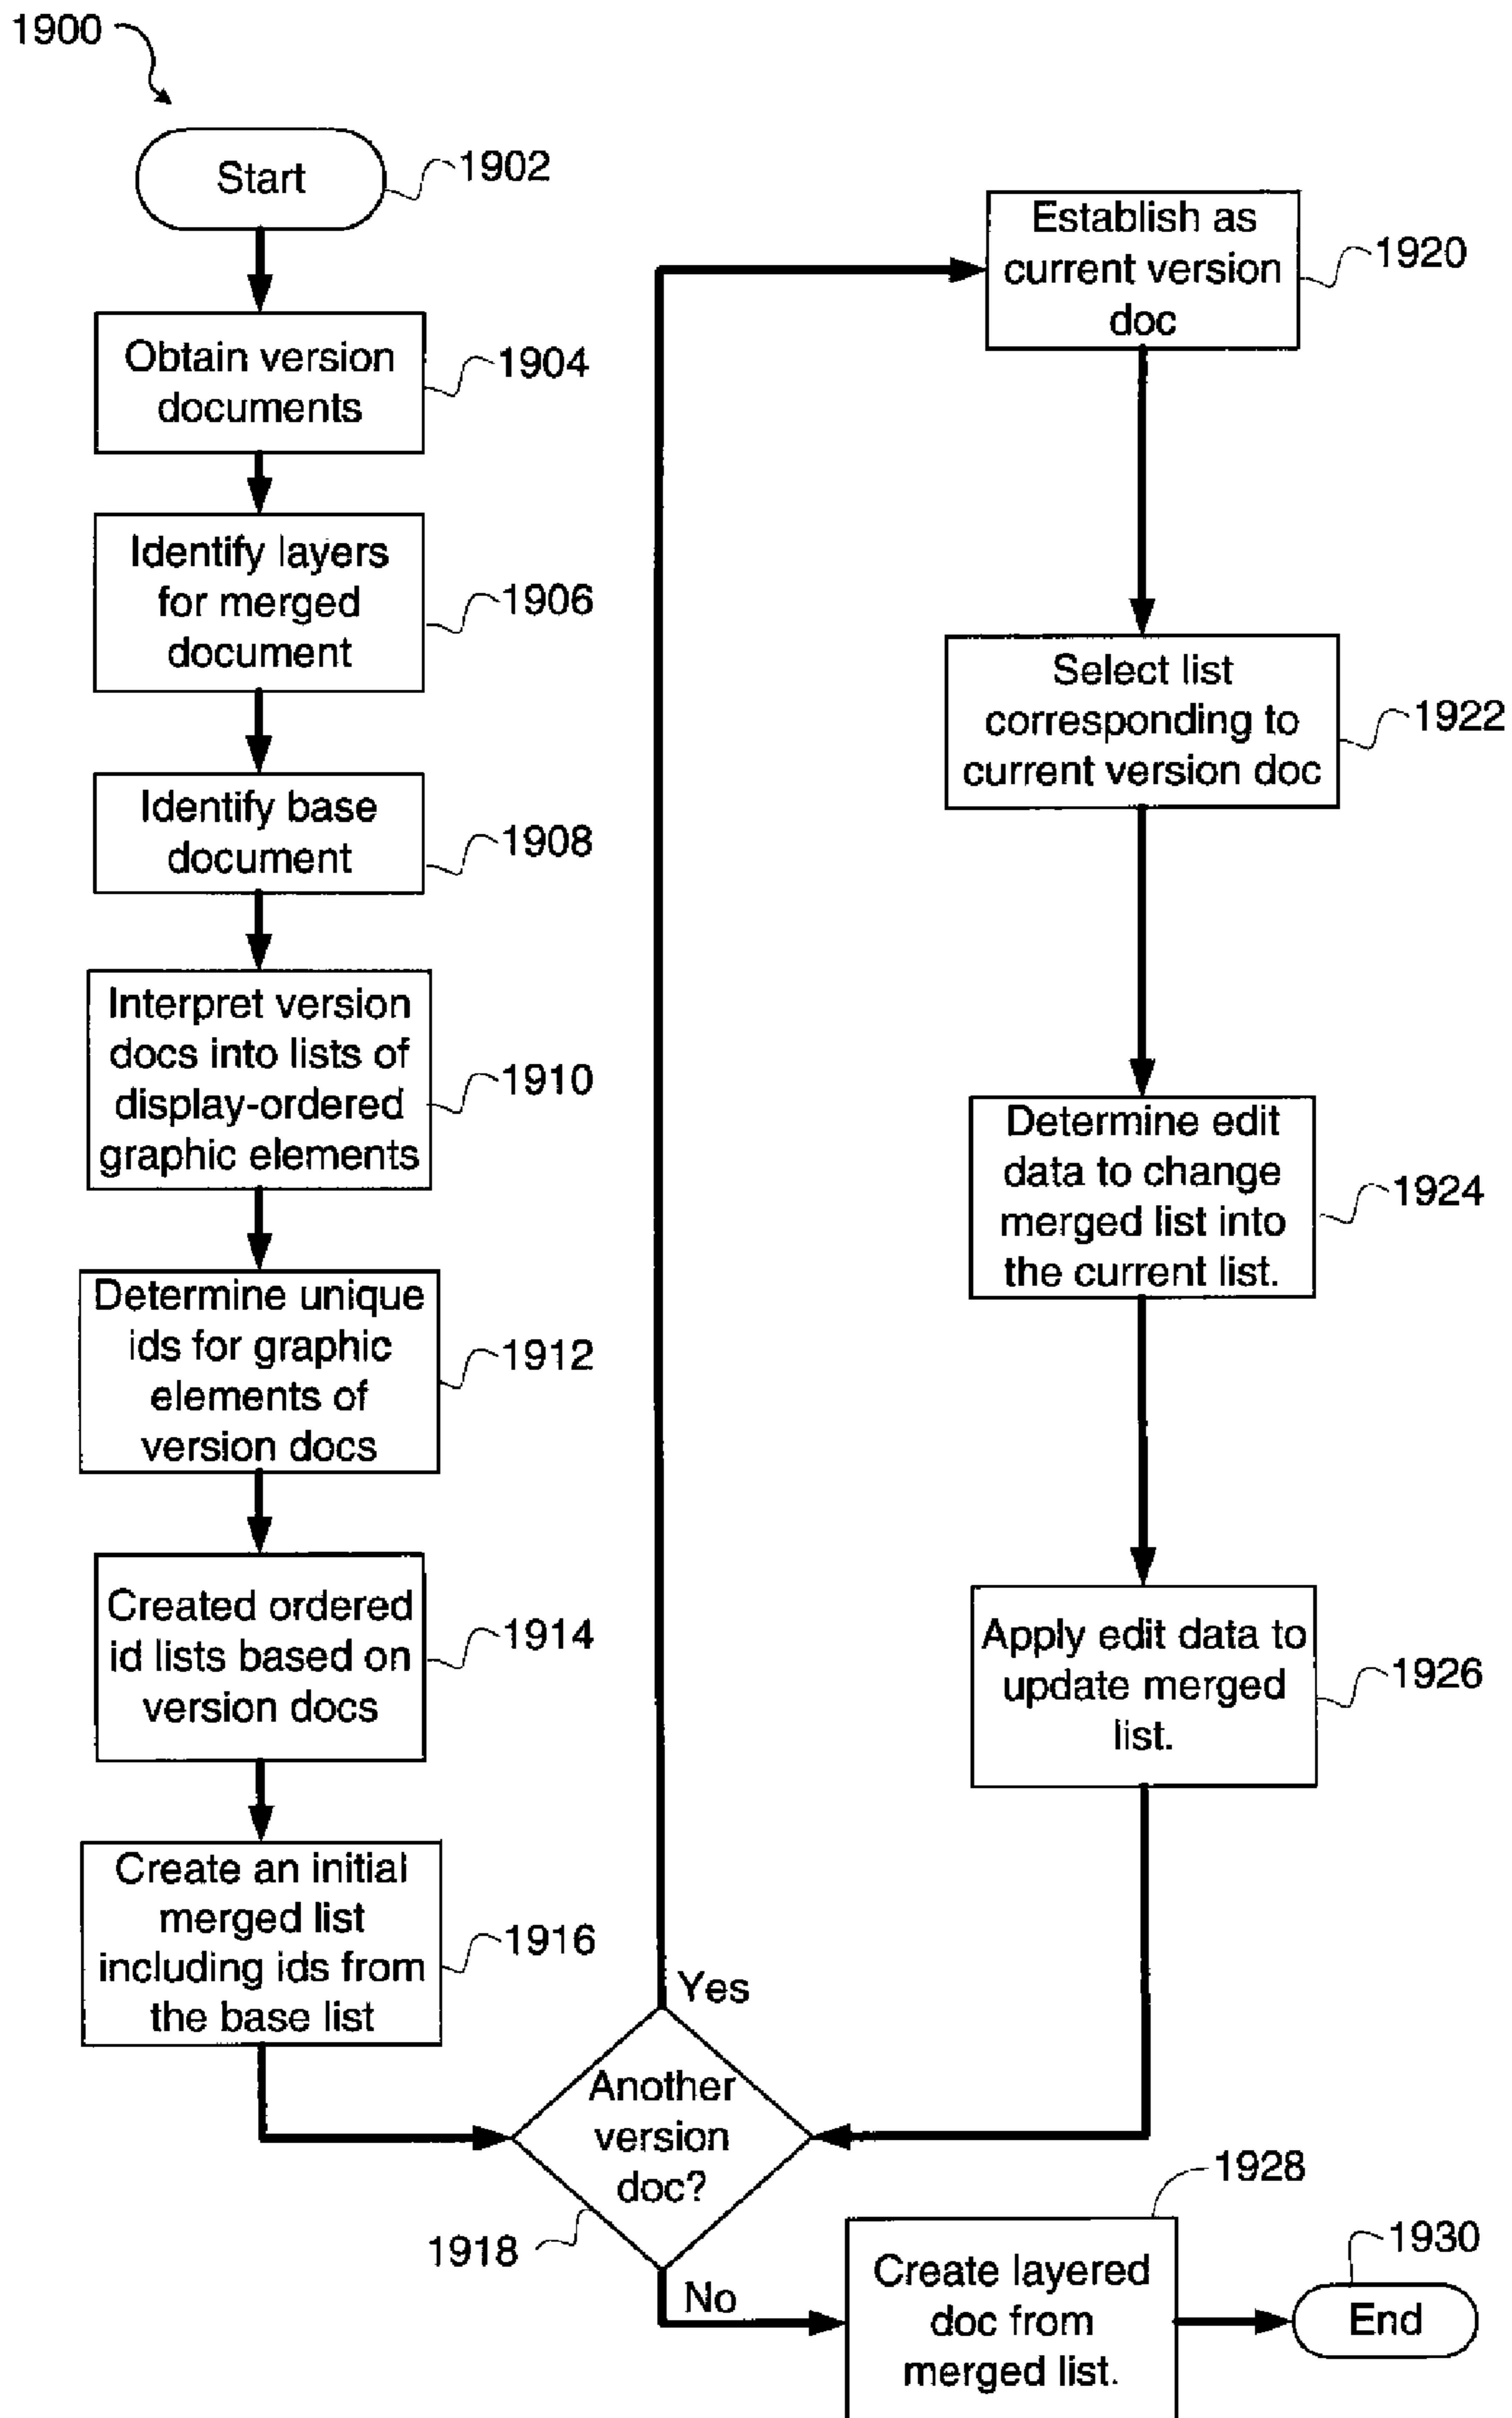 1900
Start
1902
Obtain version
documents
1904
Identify layers
for merged
document
1906
Identify base
document
1908
Interpret version
docs into lists of
display-ordered
graphic elements
1910
Determine unique
ids for graphic
elements of
version docs
1912
Created ordered
id lists based on
version docs
1914
Create an initial
merged list
including ids from
the base list
1916
Another
version
doc?
1918
Yes
No
Establish as
current version
doc
1920
Select list
corresponding to
current version doc
1922
Determine edit
data to change
merged list into
the current list.
1924
Apply edit data to
update merged
list.
1926
Create layered
doc from
merged list.
1928
End
1930